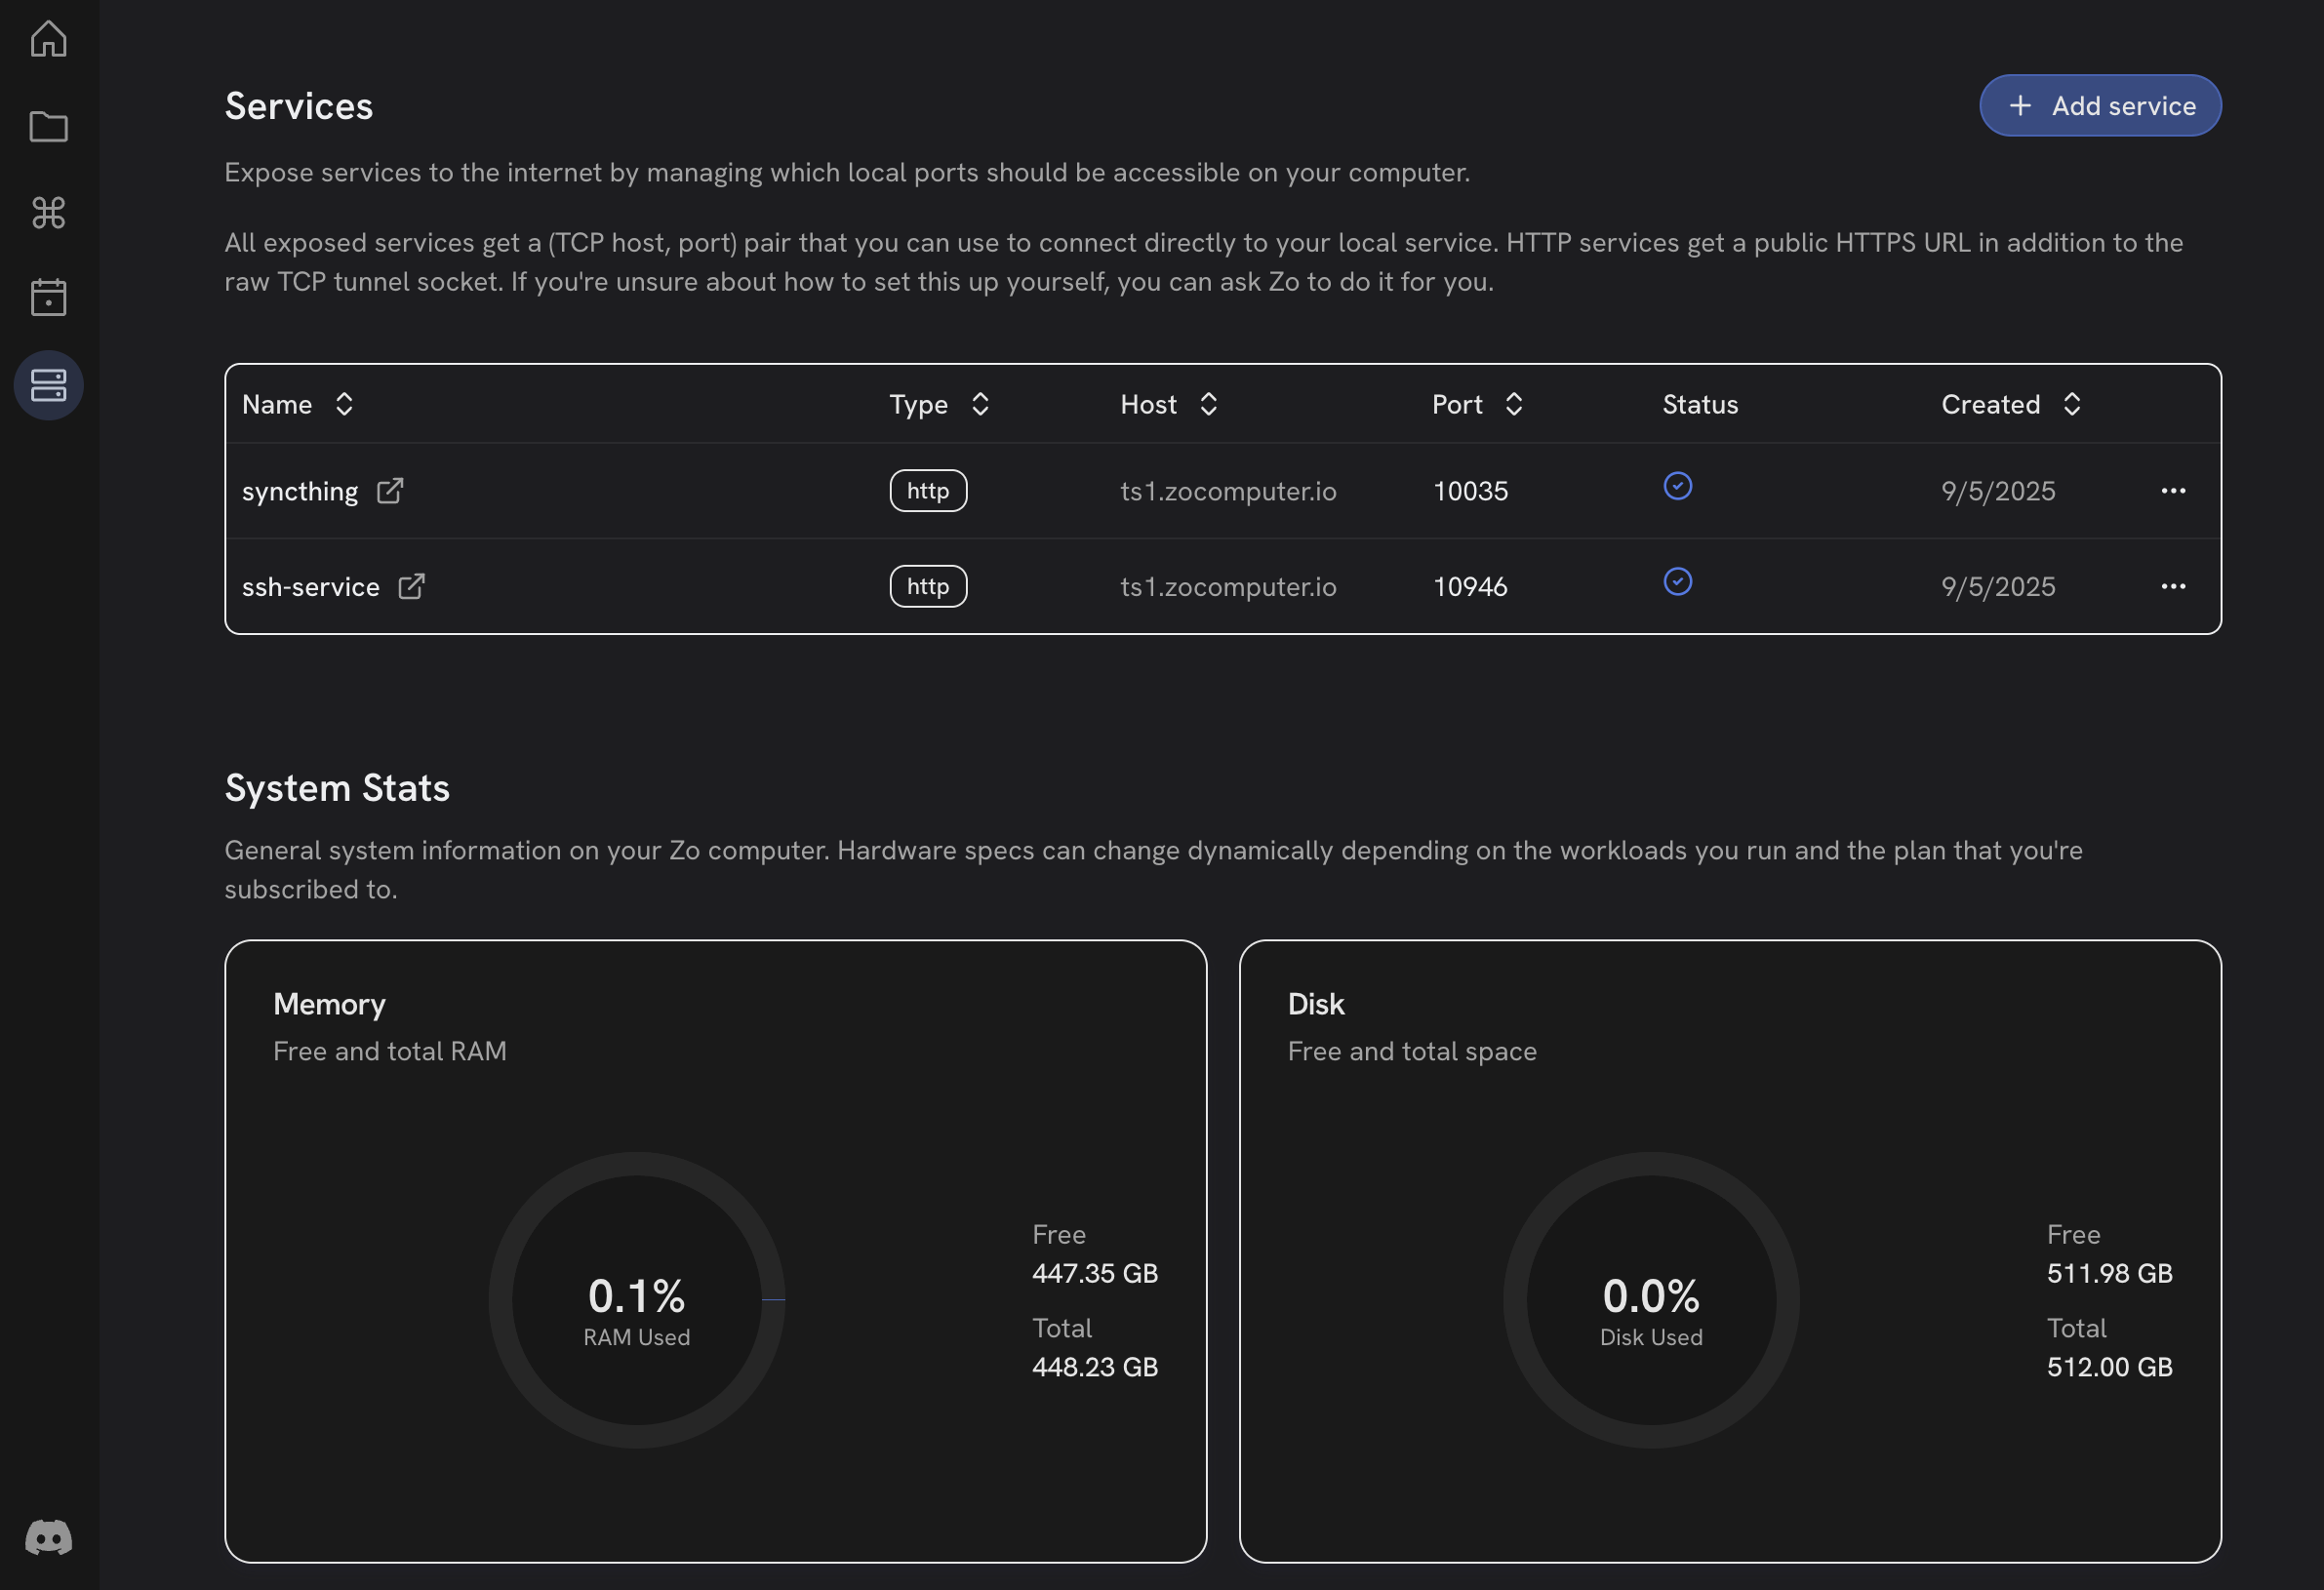 Services
Add service
Expose services to the internet by managing which local ports should be accessible on your computer.
All exposed services get a (TCP host, port) pair that you can use to connect directly to your local service. HTTP services get a public HTTPS URL in addition to the
raw TCP tunnel socket. If you're unsure about how to set this up yourself, you can ask Zo to do it for you.
Name Type Host Port Status Created
syncthing http ts1.zocomputer.io 10035 9/5/2025
ssh-service http ts1.zocomputer.io 10946 9/5/2025
System Stats
General system information on your Zo computer. Hardware specs can change dynamically depending on the workloads you run and the plan that you're
subscribed to.
Memory
Free and total RAM
0.1%
RAM Used
Free
447.35 GB
Total
448.23 GB
Disk
Free and total space
0.0%
Disk Used
Free
511.98 GB
Total
512.00 GB